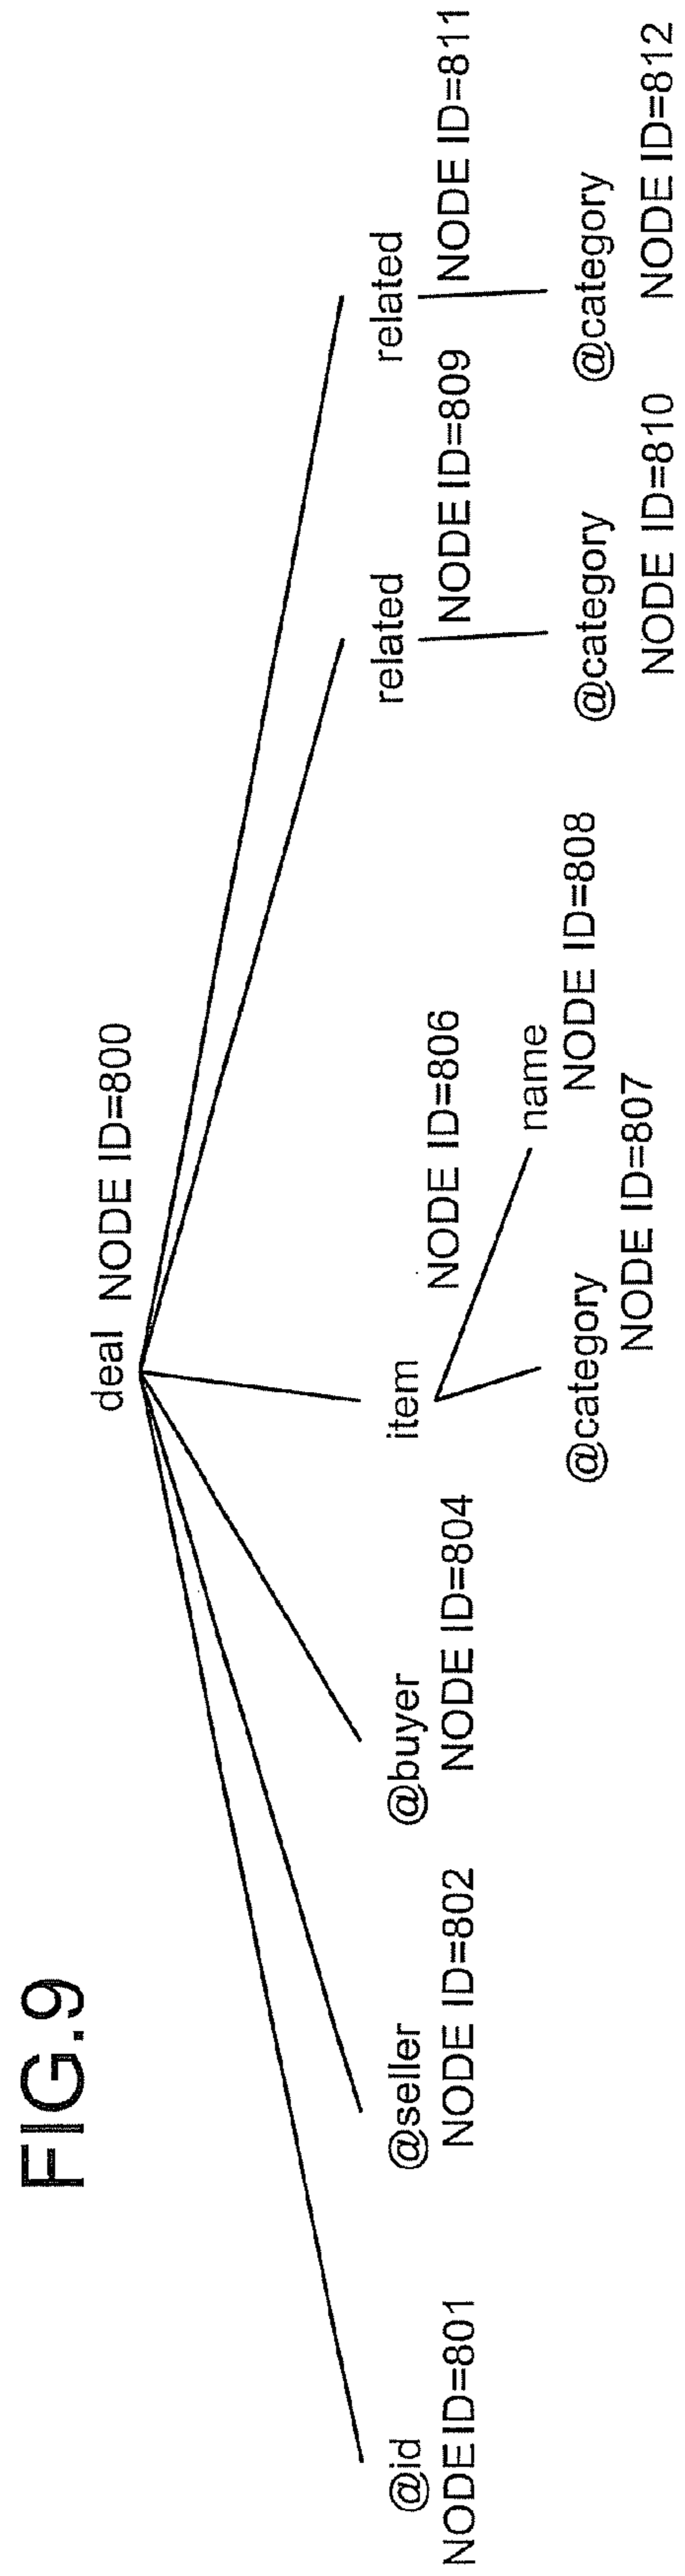 FIG.9
deal NODE ID=800
@id
NODE ID=801
@seller
NODE ID=802
@buyer
NODE ID=804
item
NODE ID=806
@category
NODE ID=807
name
NODE ID=808
related
NODE ID=809
@category
NODE ID=810
related
NODE ID=811
@category
NODE ID=812